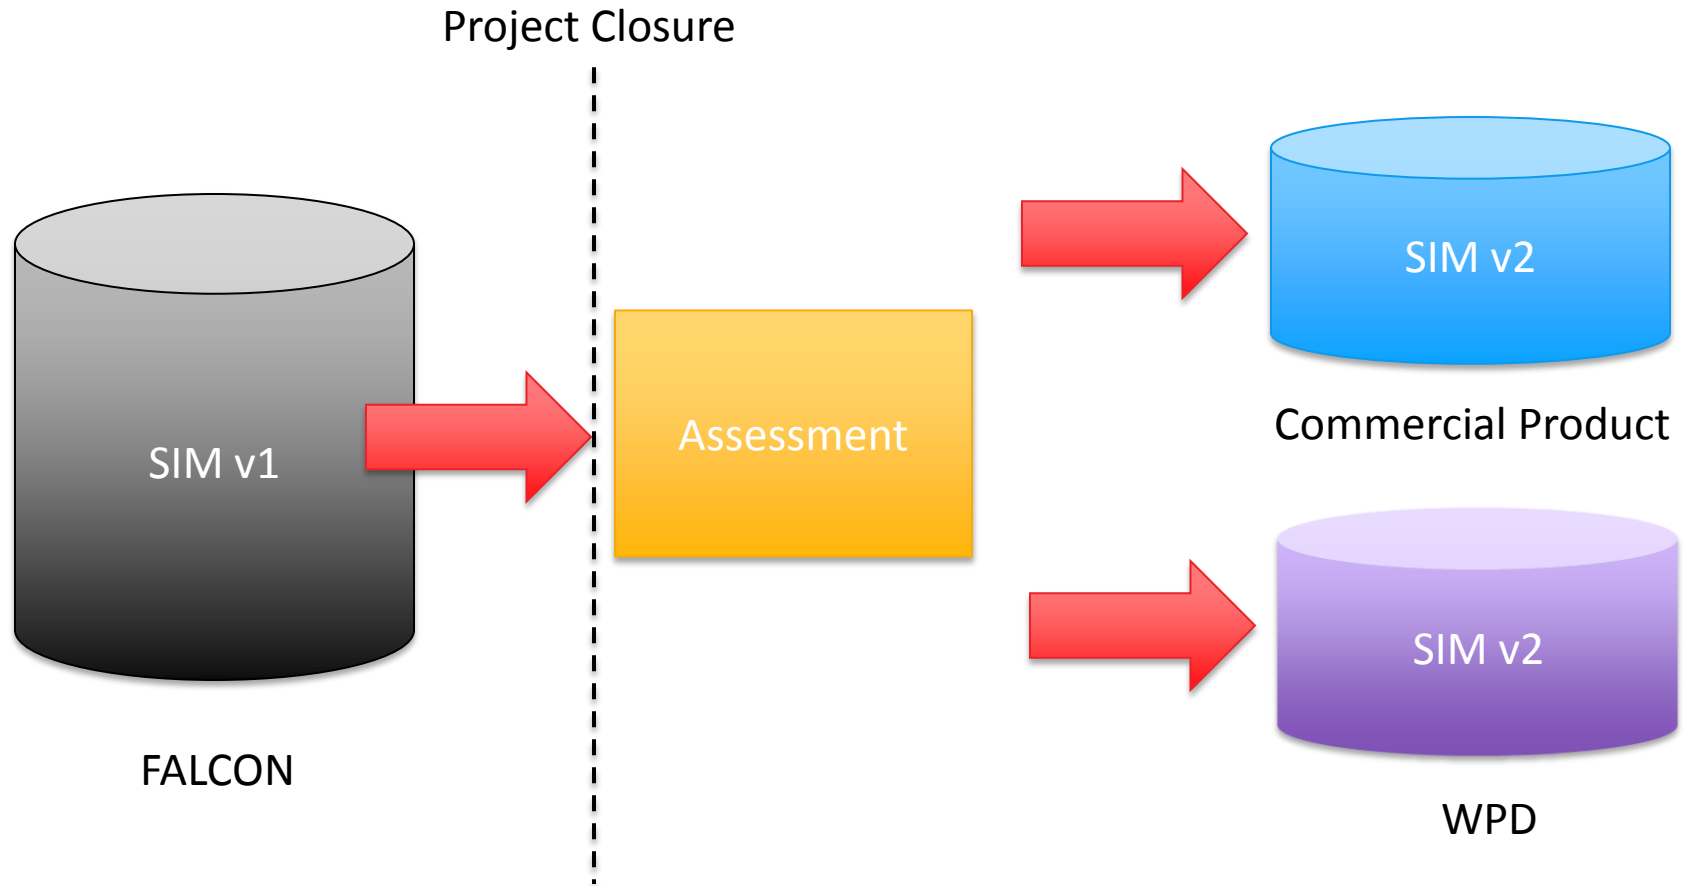 Project Closure
SIM v1
FALCON
Assessment
SIM v2
Commercial Product
SIM v2
WPD